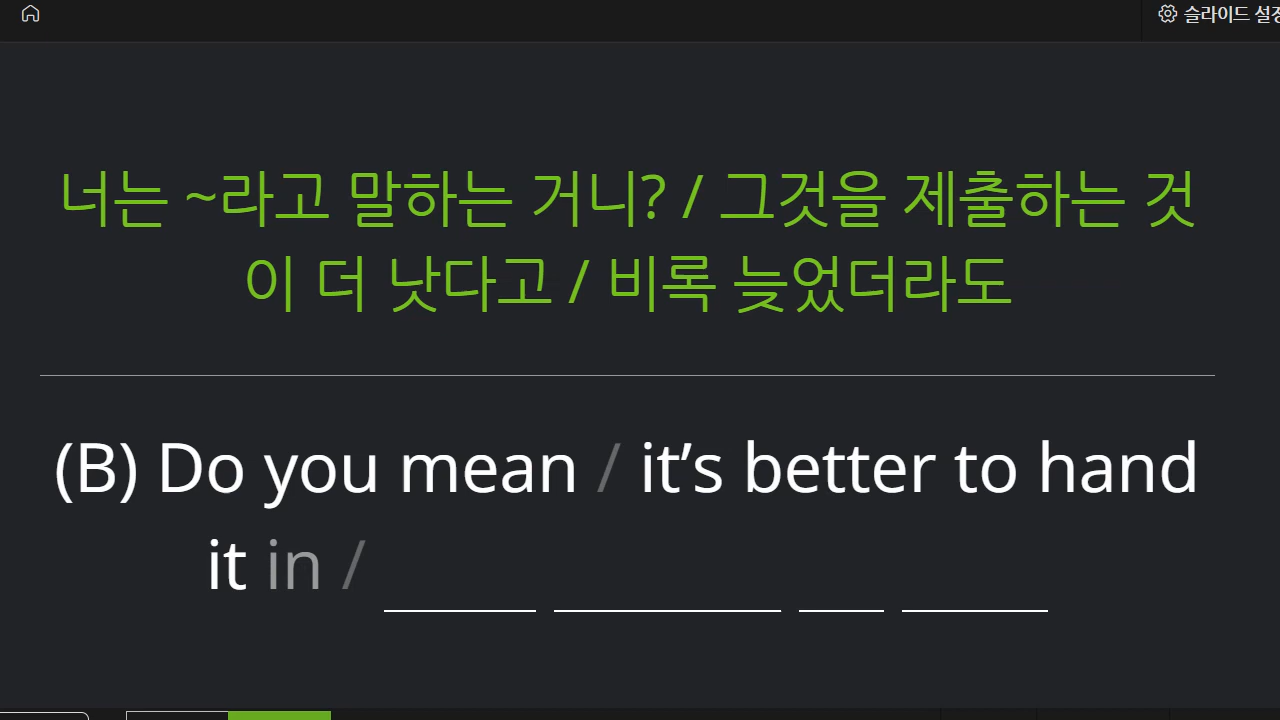 슬라이드 설정
너는 ~라고 말하는 거니? / 그것을 제출하는 것
이 더 낫다고 / 비록 늦었더라도
(B) Do you mean / it’s better to hand
it in /